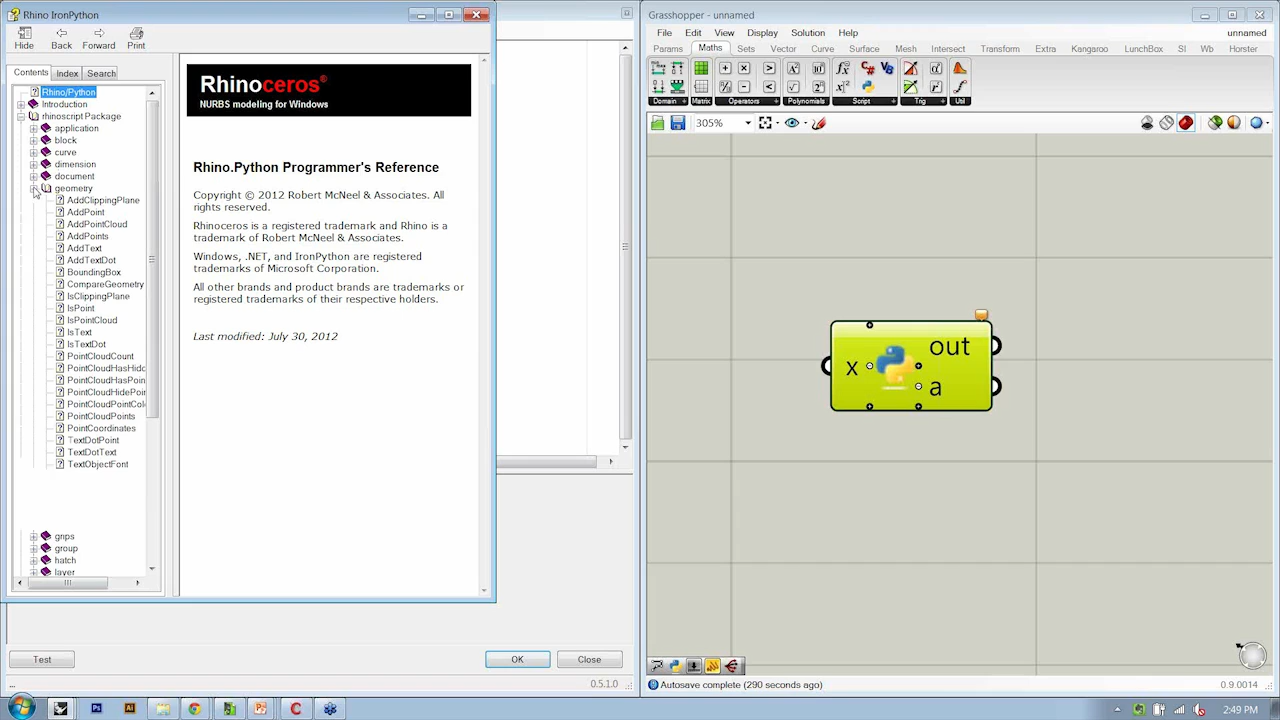 Rhino IronPython
Hide
Back
Forward
Print
Contents
Index
Search
Rhino/Python
Introduction
rhinoscript Package
application
block
curve
dimension
document
geometry
AddClippingPlane
AddPoint
AddPointCloud
AddPoints
AddText
AddTextDot
BoundingBox
CompareGeometry
IsClippingPlane
IsPoint
IsPointCloud
IsText
IsTextDot
PointCloudCount
PointCloudHasHidd
PointCloudHasPoin
PointCloudHidePoin
PointCloudPointCol
PointCloudPoints
PointCoordinates
TextDotPoint
TextDotText
TextObjectFont
grips
group
hatch
layer
Rhinoceros®
NURBS modeling for Windows
Rhino.Python Programmer's Reference
Copyright © 2012 Robert McNeel & Associates. All
rights reserved.
Rhinoceros is a registered trademark and Rhino is a
trademark of Robert McNeel & Associates.
Windows, .NET, and IronPython are registered
trademarks of Microsoft Corporation.
All other brands and product brands are trademarks or
registered trademarks of their respective holders.
Last modified: July 30, 2012
Test
OK
Close
...
0.5.1.0
Grasshopper - unnamed
File Edit View Display Solution Help
unnamed
Params Maths Sets Vector Curve Surface Mesh Intersect Transform Extra Kangaroo LunchBox SI Wb Horster
Domain
Matrix
Operators
Polynomials
Script
Trig
Util
305%
x
out
a
Autosave complete (290 seconds ago)
0.9.0014
2:49 PM